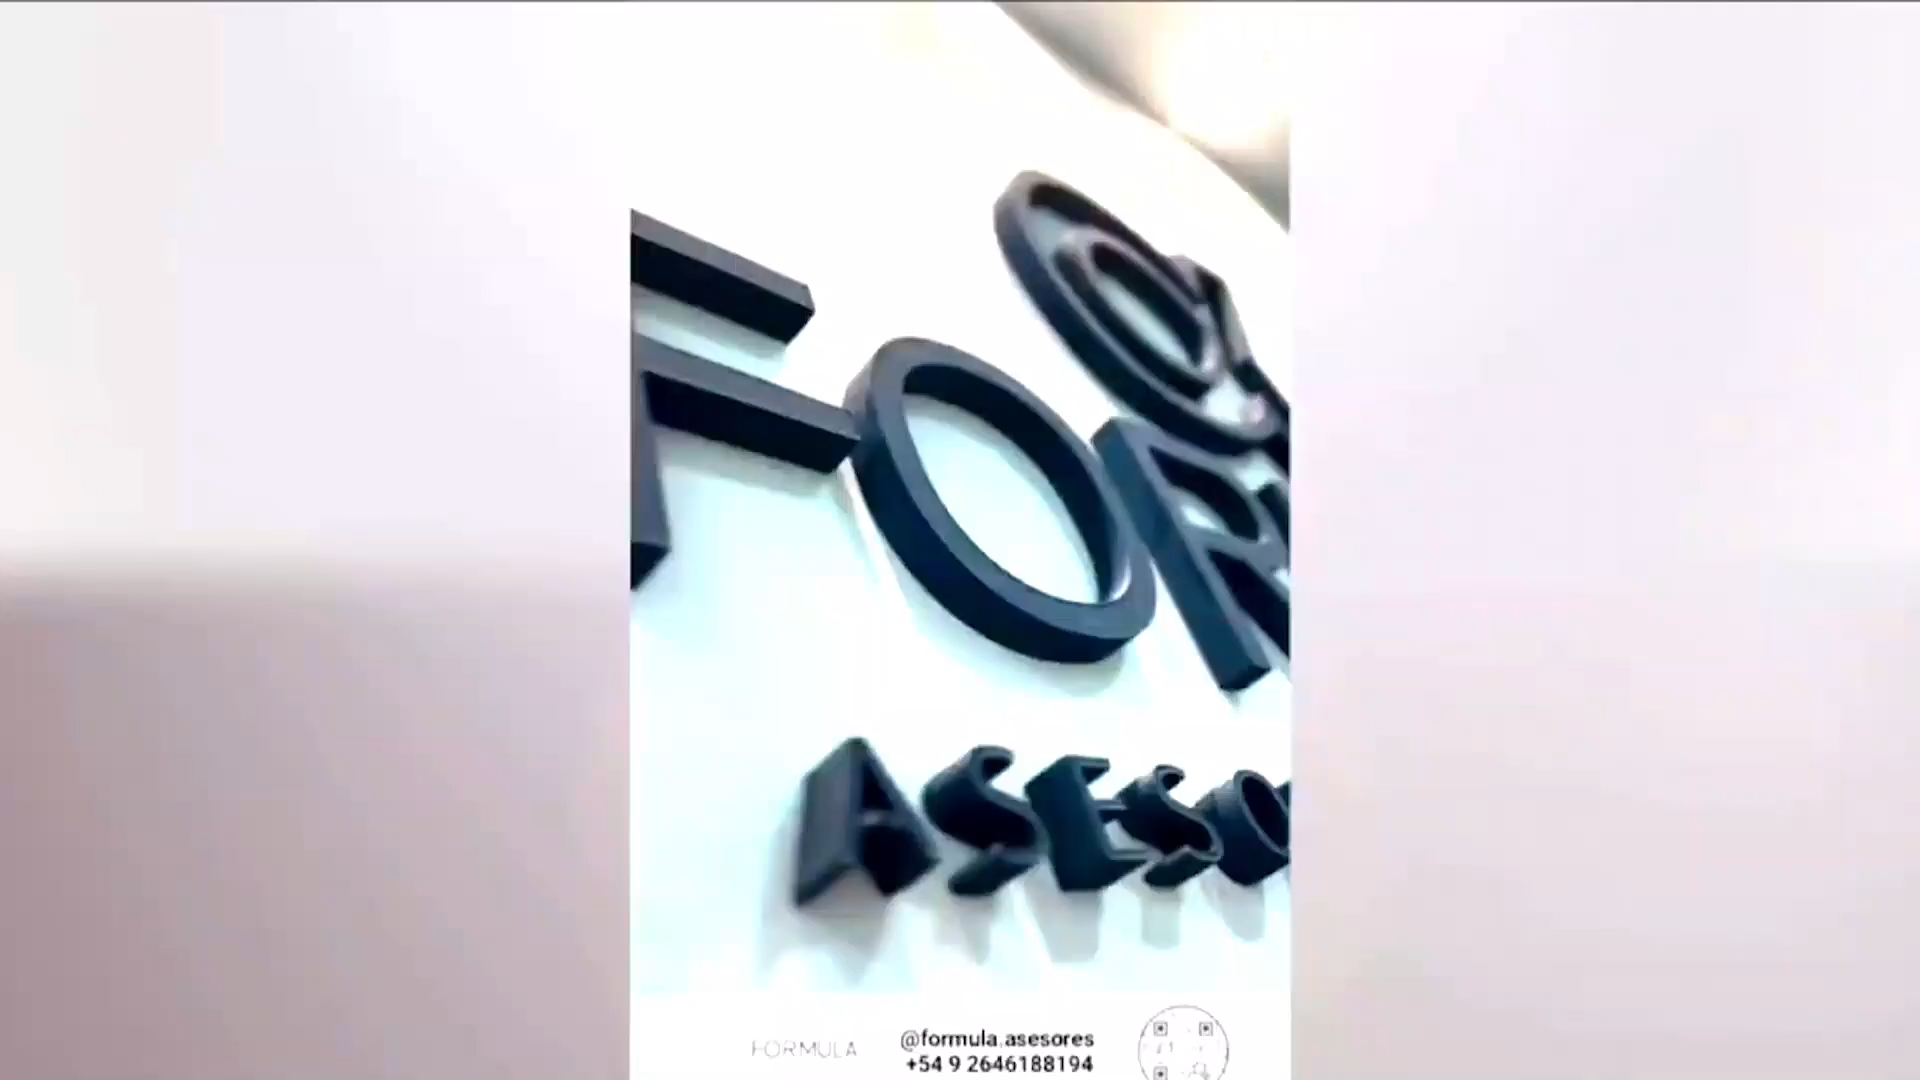 FOR
ASESO
FORMULA
@formula.asesores
+54 9 2646188194